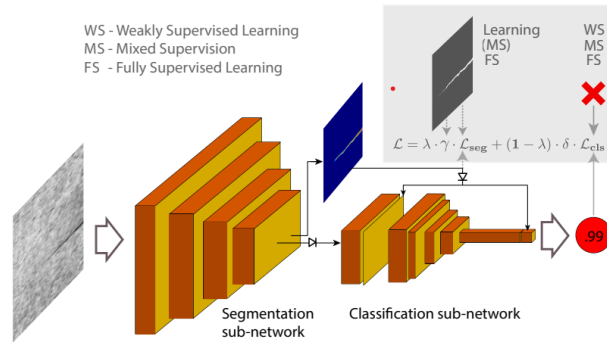 WS - Weakly Supervised Learning
MS - Mixed Supervision
FS - Fully Supervised Learning
Learning
(MS)
FS
WS
MS
FS
ℒ = λ · γ · ℒseg + (1 − λ) · δ · ℒcls
.99
Segmentation
sub-network
Classification sub-network